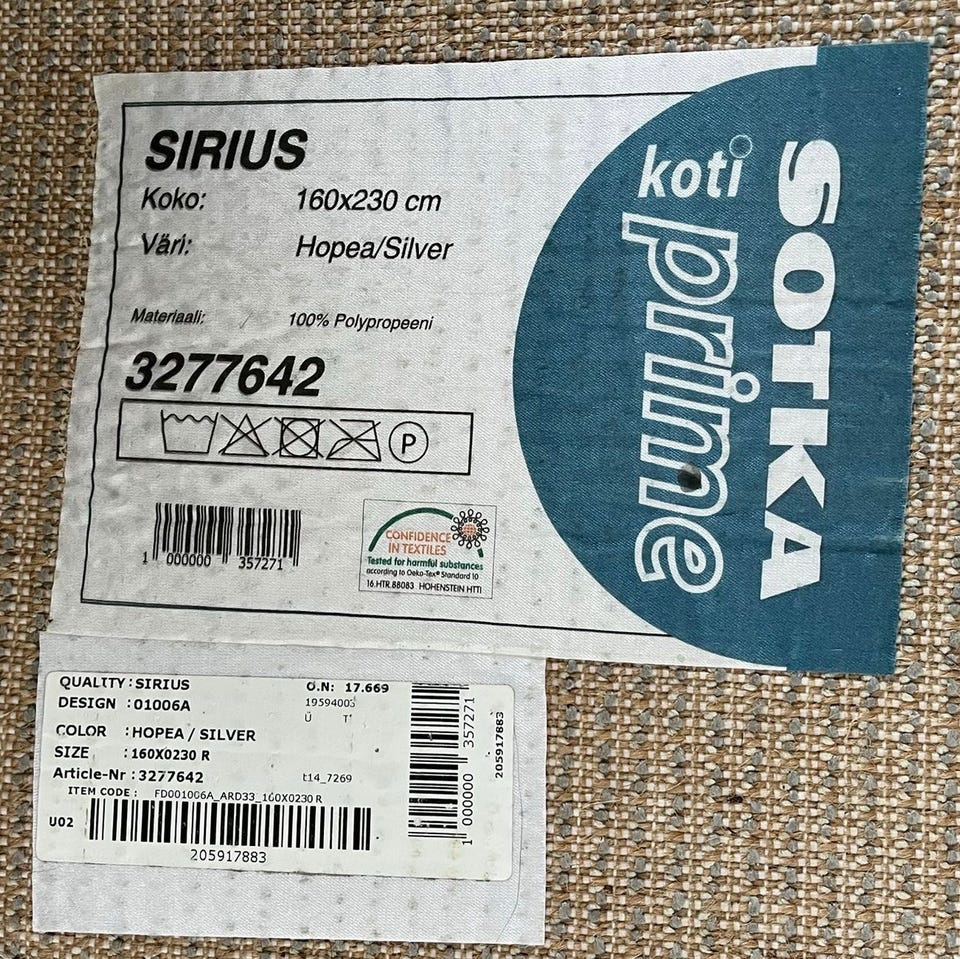 SIRIUS
Koko: 160x230 cm
Väri: Hopea/Silver
Materiaali: 100% Polypropeeni
3277642
P
1 000000 357271
CONFIDENCE
IN TEXTILES
Tested for harmful substances
according to Oeko-Tex® Standard 10
16.HTR.88083 HOHENSTEIN HTTI
koti
prime
SOTKA
QUALITY : SIRIUS O.N: 17.669
DESIGN : 01006A 19594003
Ü T
COLOR : HOPEA / SILVER
SIZE : 160X0230 R
Article-Nr : 3277642 t14_7269
ITEM CODE : FD001006A_ARD33_160X0230 R
U02
205917883
1 000000 357271
205917883